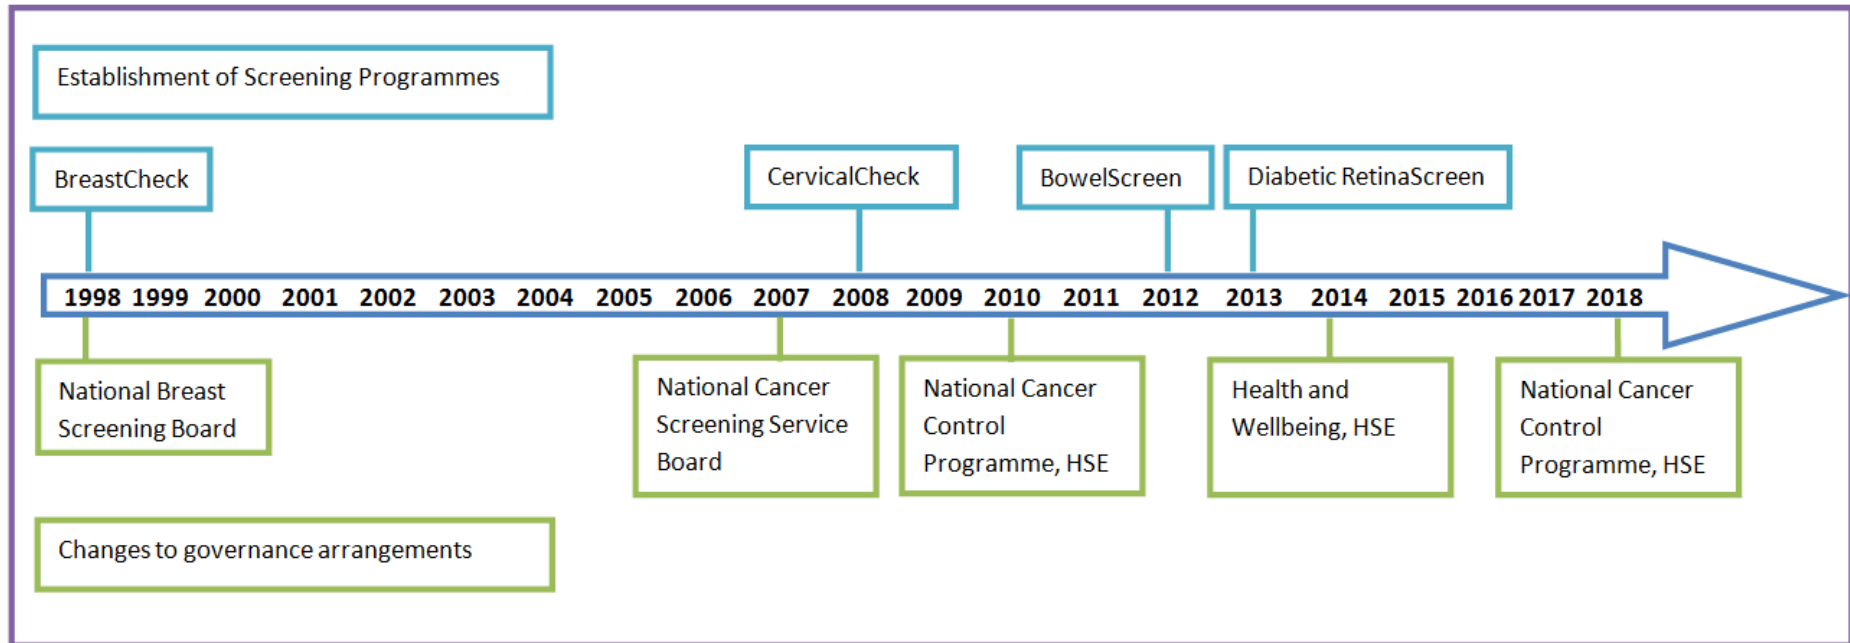 Establishment of Screening Programmes
BreastCheck
CervicalCheck
BowelScreen
Diabetic RetinaScreen
1998 1999 2000 2001 2002 2003 2004 2005 2006 2007 2008 2009 2010 2011 2012 2013 2014 2015 2016 2017 2018
National Breast
Screening Board
National Cancer
Screening Service
Board
National Cancer
Control
Programme, HSE
Health and
Wellbeing, HSE
National Cancer
Control
Programme, HSE
Changes to governance arrangements